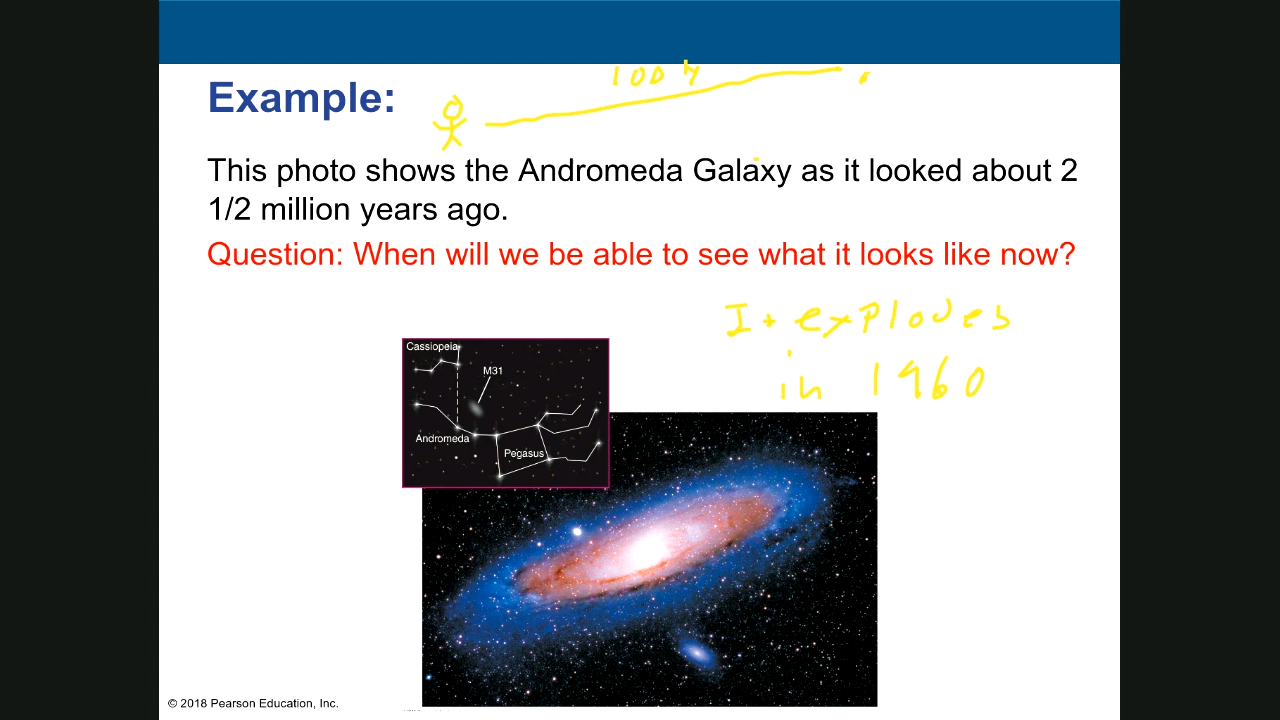 100 ly
Example:
This photo shows the Andromeda Galaxy as it looked about 2
1/2 million years ago.
Question: When will we be able to see what it looks like now?
It explodes
in 1960
Cassiopeia
M31
Andromeda
Pegasus
© 2018 Pearson Education, Inc.